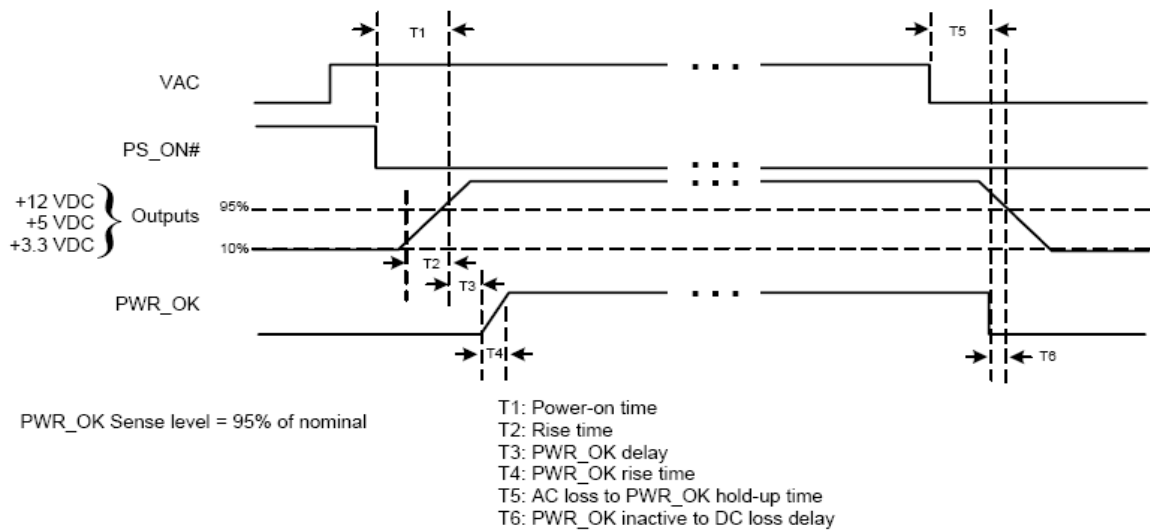 T1
T5
VAC
PS_ON#
+12 VDC
+5 VDC
+3.3 VDC
Outputs
95%
10%
T2
T3
PWR_OK
T4
T6
PWR_OK Sense level = 95% of nominal
T1: Power-on time
T2: Rise time
T3: PWR_OK delay
T4: PWR_OK rise time
T5: AC loss to PWR_OK hold-up time
T6: PWR_OK inactive to DC loss delay